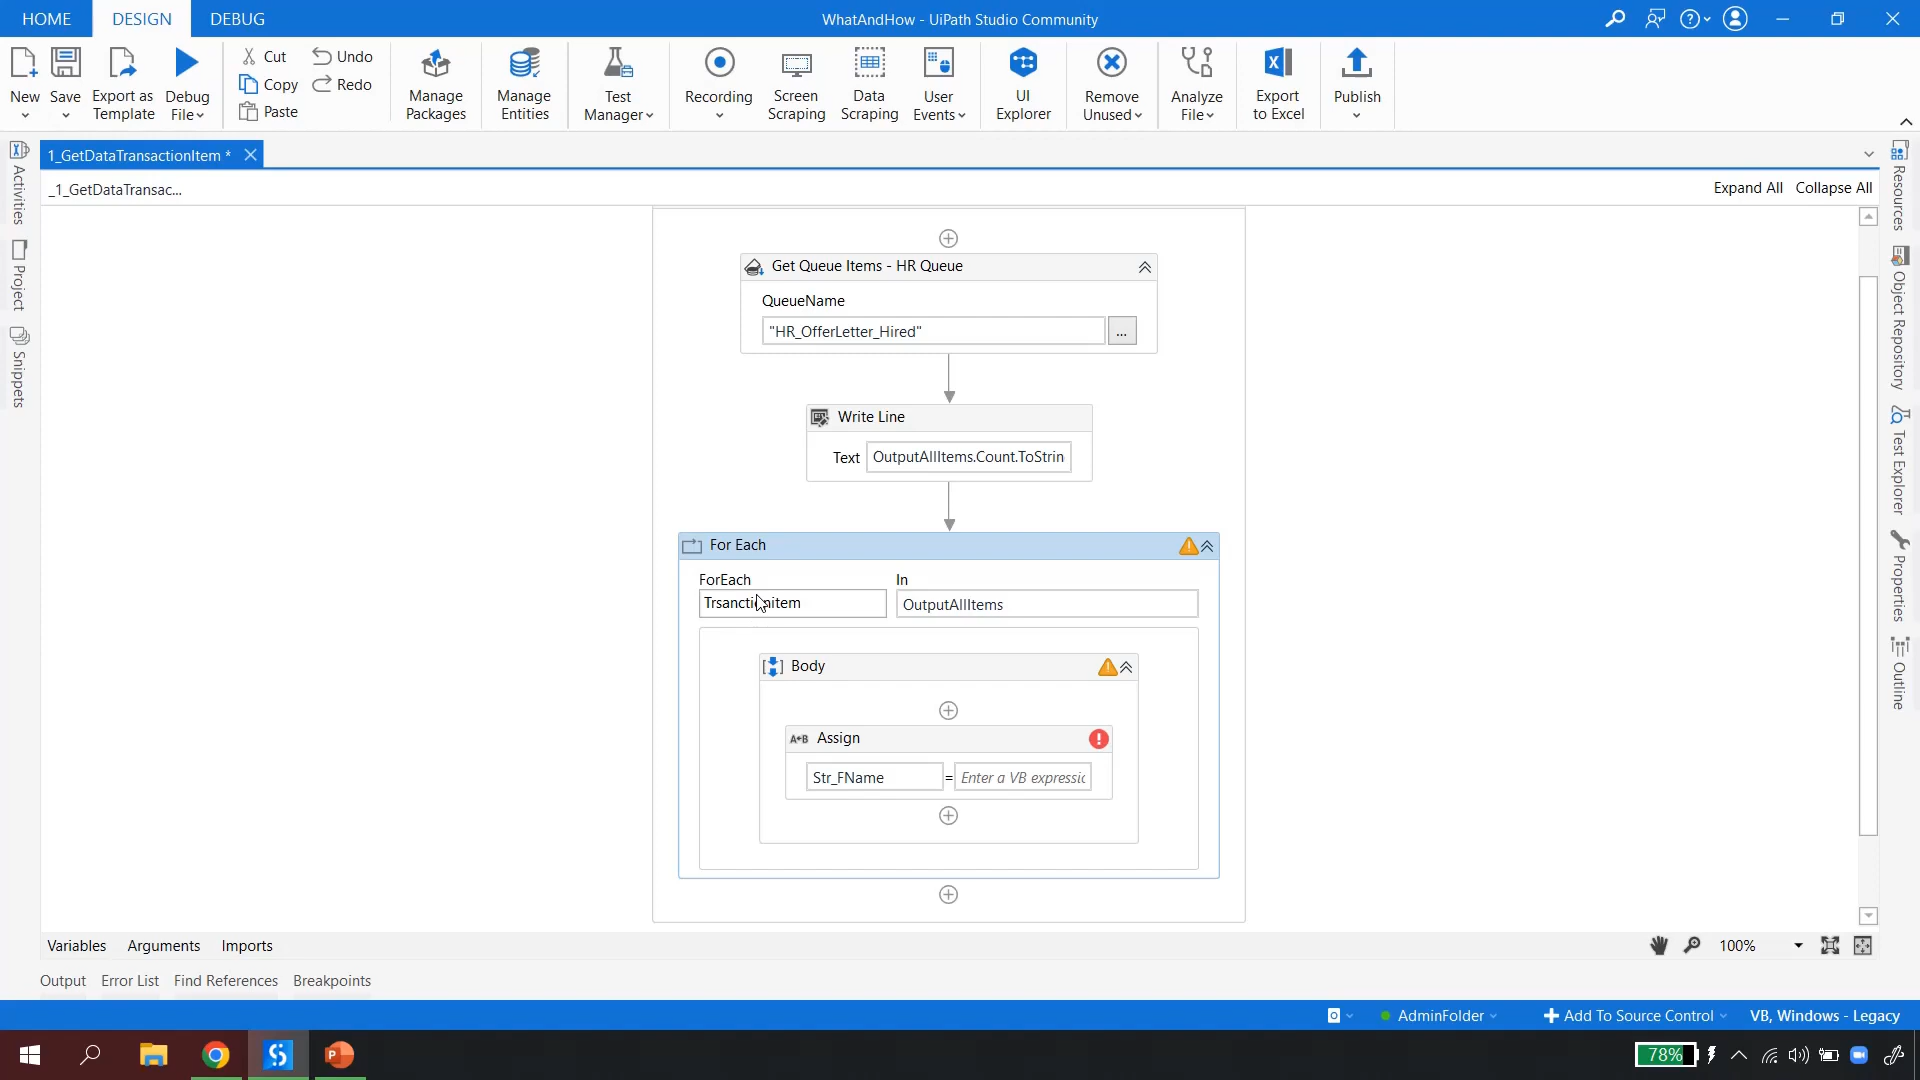 HOME
DESIGN
DEBUG
WhatAndHow - UiPath Studio Community
New
Save
Export as
Template
Debug
File
Cut
Copy
Paste
Undo
Redo
Manage
Packages
Manage
Entities
Test
Manager
Recording
Screen
Scraping
Data
Scraping
User
Events
UI
Explorer
Remove
Unused
Analyze
File
Export
to Excel
Publish
1_GetDataTransactionItem *
_1_GetDataTransac...
Expand All
Collapse All
Activities
Project
Snippets
Resources
Object Repository
Test Explorer
Properties
Outline
Get Queue Items - HR Queue
QueueName
"HR_OfferLetter_Hired"
...
Write Line
Text
OutputAllItems.Count.ToStrin
For Each
ForEach
In
Trsanctionitem
OutputAllItems
Body
A+B Assign
Str_FName
=
Enter a VB expressic
Variables
Arguments
Imports
100%
Output
Error List
Find References
Breakpoints
AdminFolder
Add To Source Control
VB, Windows - Legacy
78%